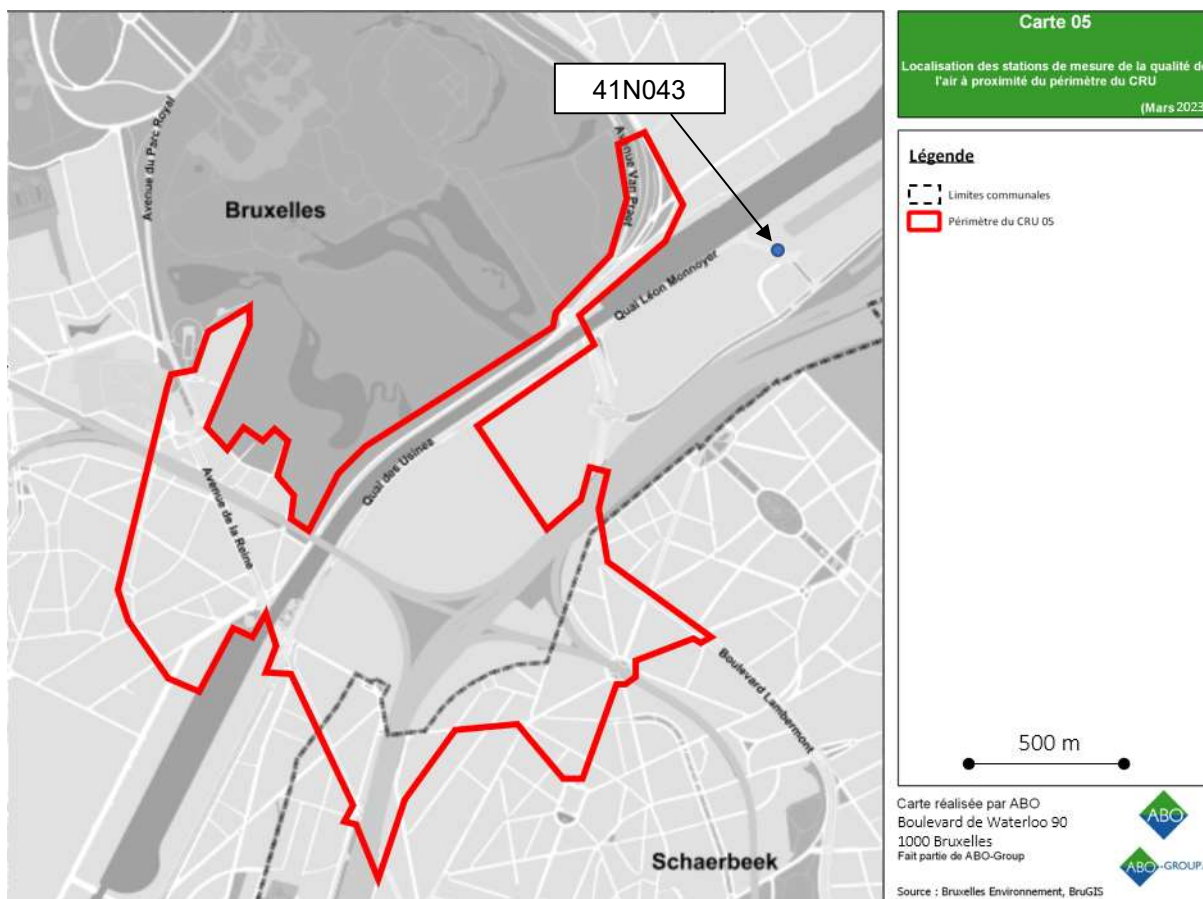 Carte 05
Localisation des stations de mesure de la qualité de
l'air à proximité du périmètre du CRU
(Mars 2023
41N043
Avenue du Parc Royal
Avenue Van Praet
Bruxelles
Quai Léon Monnoyer
Quai des Usines
Avenue de la Reine
Boulevard Lambermont
Schaerbeek
Légende
Limites communales
Périmètre du CRU 05
500 m
Carte réalisée par ABO
Boulevard de Waterloo 90
1000 Bruxelles
Fait partie de ABO-Group
ABO
ABO-GROUP
Source : Bruxelles Environnement, BruGIS